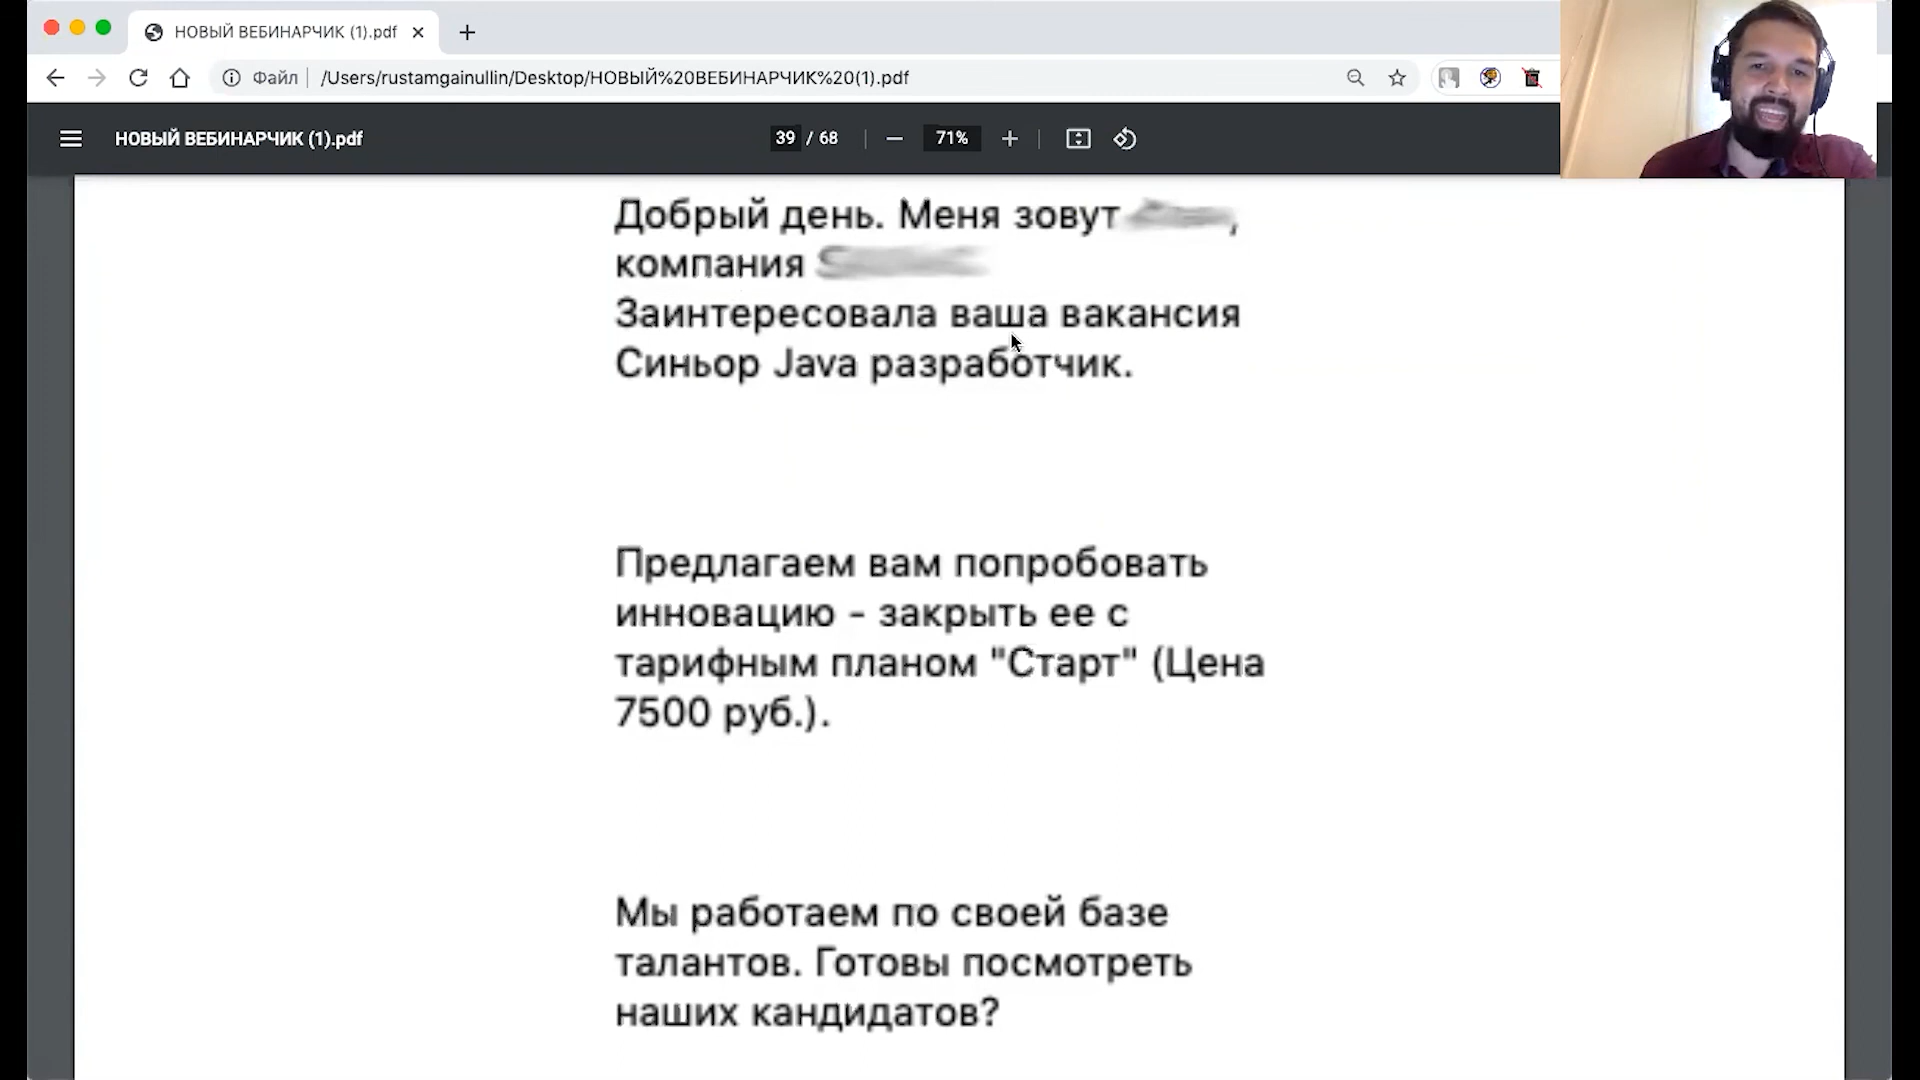 НОВЫЙ ВЕБИНАРЧИК (1).pdf
Файл
/Users/rustamgainullin/Desktop/НОВЫЙ%20ВЕБИНАРЧИК%20(1).pdf
НОВЫЙ ВЕБИНАРЧИК (1).pdf
39 / 68
71%
Добрый день. Меня зовут ,
компания
Заинтересовала ваша вакансия
Синьор Java разработчик.
Предлагаем вам попробовать
инновацию - закрыть ее с
тарифным планом "Старт" (Цена
7500 руб.).
Мы работаем по своей базе
талантов. Готовы посмотреть
наших кандидатов?